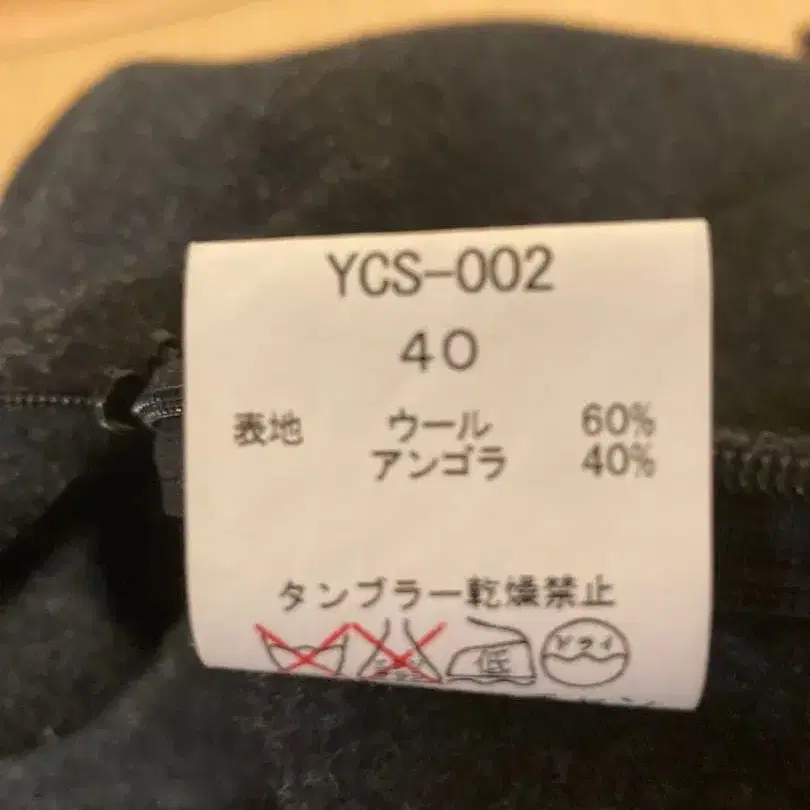 YCS-002
40
表地 ウール 60%
アンゴラ 40%
タンブラー乾燥禁止
低 ドライ